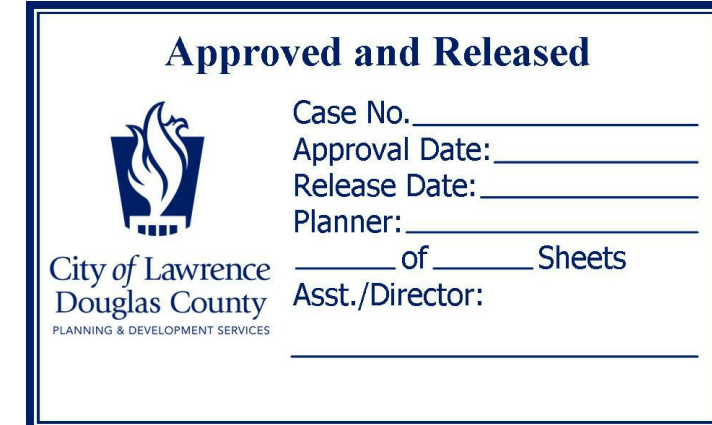 Approved and Released
City of Lawrence
Douglas County
PLANNING & DEVELOPMENT SERVICES
Case No.
Approval Date:
Release Date:
Planner:
of Sheets
Asst./Director: